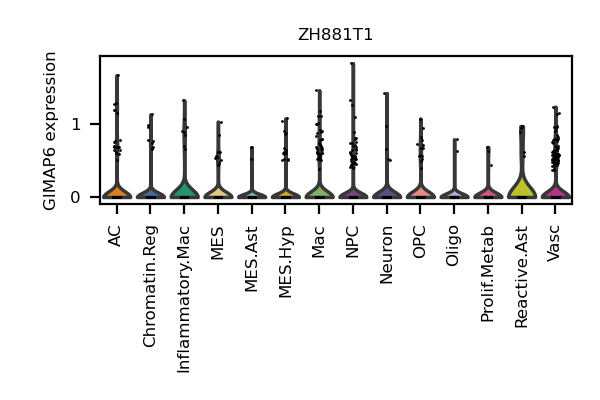 ZH881T1
GIMAP6 expression
1
0
AC
Chromatin.Reg
Inflammatory.Mac
MES
MES.Ast
MES.Hyp
Mac
NPC
Neuron
OPC
Oligo
Prolif.Metab
Reactive.Ast
Vasc